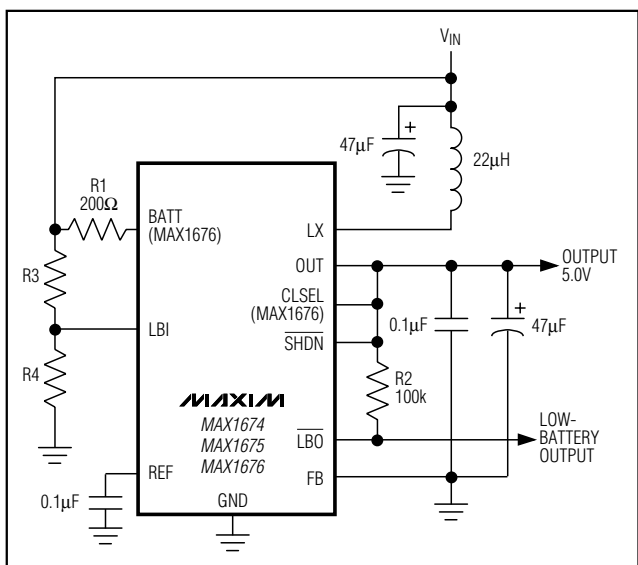 VIN
47µF
+
22µH
R1
200Ω
BATT
(MAX1676)
LX
OUT
OUTPUT
5.0V
R3
CLSEL
(MAX1676)
0.1µF
+
47µF
LBI
SHDN
R4
R2
100k
MAXIM
MAX1674
MAX1675
MAX1676
LBO
LOW-
BATTERY
OUTPUT
REF
FB
0.1µF
GND